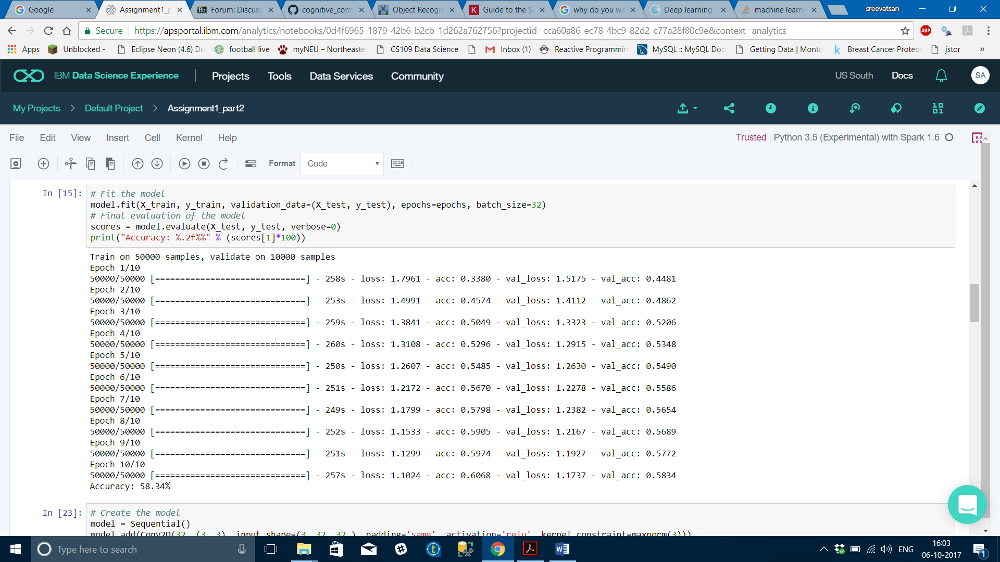 Google
Assignment1_p
Forum: Discuss
cognitive_com
Object Recogn
Guide to the S
why do you wa
Deep learning
machine learni
sreevatsan
Secure
https://apsportal.ibm.com/analytics/notebooks/0d4f6965-1879-42b6-b2cb-1d262a762756?projectid=cca60a86-ec78-4bc9-82d2-c77a28f80c9e&context=analytics
ABP
Apps
Unblocked -
Eclipse Neon (4.6) Do
football live
myNEU – Northeaste
CS109 Data Science
Inbox (1)
Reactive Programmin
MySQL :: MySQL Doc
Getting Data | Montc
Breast Cancer Proteo
jstor
»
IBM Data Science Experience
Projects
Tools
Data Services
Community
US South
Docs
SA
My Projects > Default Project > Assignment1_part2
File
Edit
View
Insert
Cell
Kernel
Help
Trusted | Python 3.5 (Experimental) with Spark 1.6
Format
Code
In [15]:
# Fit the model
model.fit(X_train, y_train, validation_data=(X_test, y_test), epochs=epochs, batch_size=32)
# Final evaluation of the model
scores = model.evaluate(X_test, y_test, verbose=0)
print("Accuracy: %.2f%%" % (scores[1]*100))
Train on 50000 samples, validate on 10000 samples
Epoch 1/10
50000/50000 [==============================] - 258s - loss: 1.7961 - acc: 0.3380 - val_loss: 1.5175 - val_acc: 0.4481
Epoch 2/10
50000/50000 [==============================] - 253s - loss: 1.4991 - acc: 0.4574 - val_loss: 1.4112 - val_acc: 0.4862
Epoch 3/10
50000/50000 [==============================] - 259s - loss: 1.3841 - acc: 0.5049 - val_loss: 1.3323 - val_acc: 0.5206
Epoch 4/10
50000/50000 [==============================] - 260s - loss: 1.3108 - acc: 0.5296 - val_loss: 1.2915 - val_acc: 0.5348
Epoch 5/10
50000/50000 [==============================] - 250s - loss: 1.2607 - acc: 0.5485 - val_loss: 1.2630 - val_acc: 0.5490
Epoch 6/10
50000/50000 [==============================] - 251s - loss: 1.2172 - acc: 0.5670 - val_loss: 1.2278 - val_acc: 0.5586
Epoch 7/10
50000/50000 [==============================] - 249s - loss: 1.1799 - acc: 0.5798 - val_loss: 1.2382 - val_acc: 0.5654
Epoch 8/10
50000/50000 [==============================] - 252s - loss: 1.1533 - acc: 0.5905 - val_loss: 1.2167 - val_acc: 0.5689
Epoch 9/10
50000/50000 [==============================] - 251s - loss: 1.1299 - acc: 0.5974 - val_loss: 1.1927 - val_acc: 0.5772
Epoch 10/10
50000/50000 [==============================] - 257s - loss: 1.1024 - acc: 0.6068 - val_loss: 1.1737 - val_acc: 0.5834
Accuracy: 58.34%
In [23]:
# Create the model
model = Sequential()
model.add(Conv2D(32, (3, 3), input_shape=(3, 32, 32,), padding='same', activation='relu', kernel_constraint=maxnorm(3)))
Type here to search
ENG
16:03
06-10-2017
1